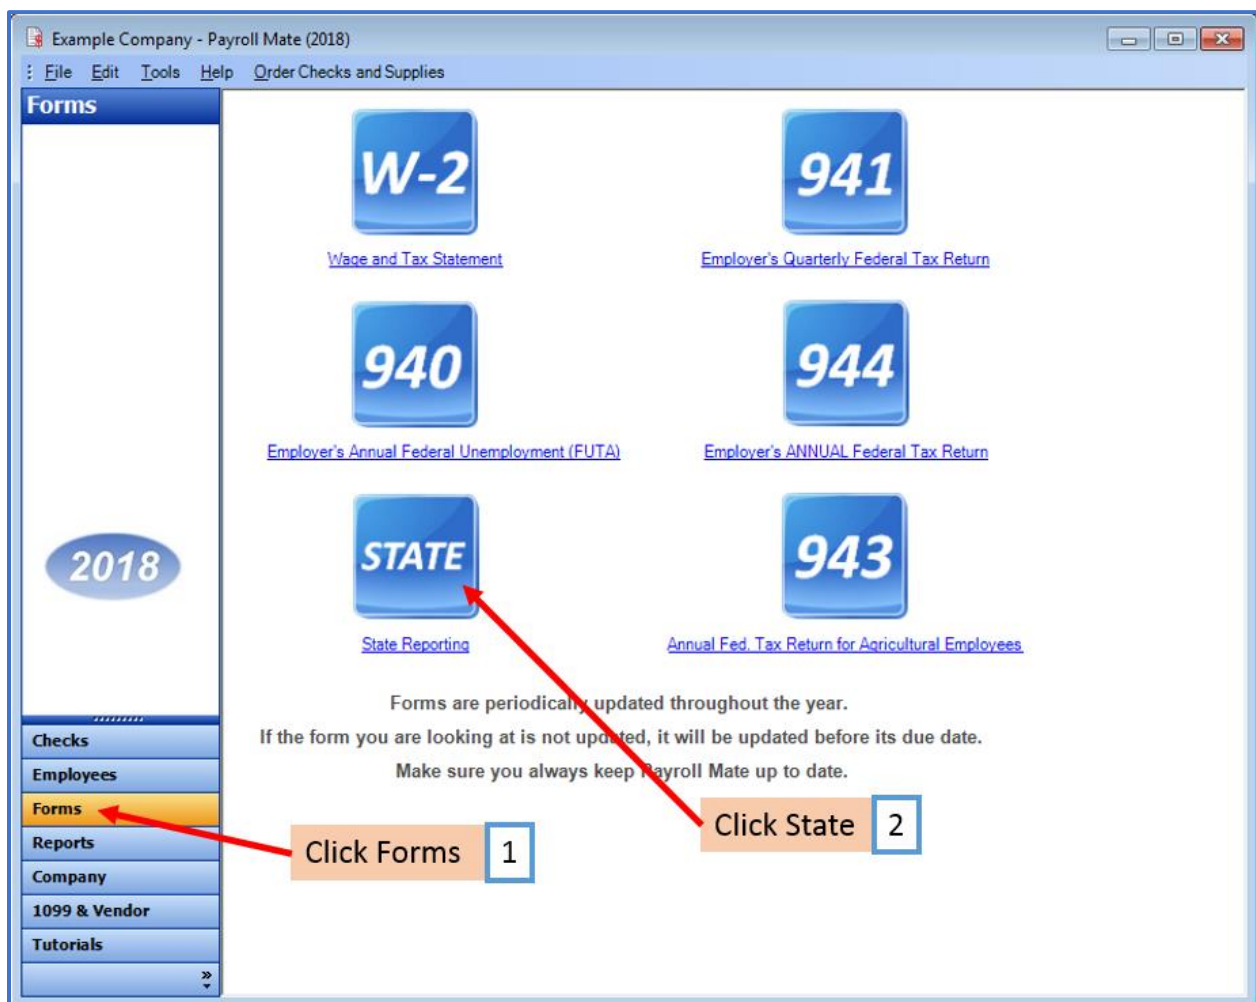 Example Company - Payroll Mate (2018)
File Edit Tools Help Order Checks and Supplies
Forms
W-2
941
Wage and Tax Statement
Employer's Quarterly Federal Tax Return
940
944
Employer's Annual Federal Unemployment (FUTA)
Employer's ANNUAL Federal Tax Return
STATE
943
2018
State Reporting
Annual Fed. Tax Return for Agricultural Employees
Forms are periodically updated throughout the year.
If the form you are looking at is not updated, it will be updated before its due date.
Make sure you always keep Payroll Mate up to date.
Checks
Employees
Forms
Reports
Company
1099 & Vendor
Tutorials
Click Forms 1
Click State 2